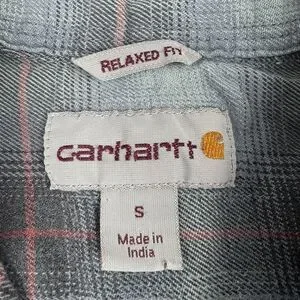 RELAXED FIT
carhartt
S
Made in
India